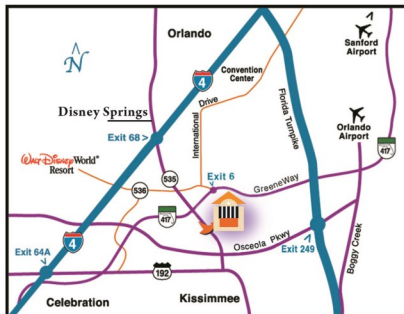 Orlando
Sanford
Airport
N
4
Convention
Center
Disney Springs
Exit 68>
International
Drive
Florida Turnpike
Orlando
Airport
417
WALT DISNEY World®
Resort
535
536
Exit 6
GreeneWay
417
4
Osceola Pkwy
Exit 64A
Exit 249
Boggy Creek
192
Celebration
Kissimmee